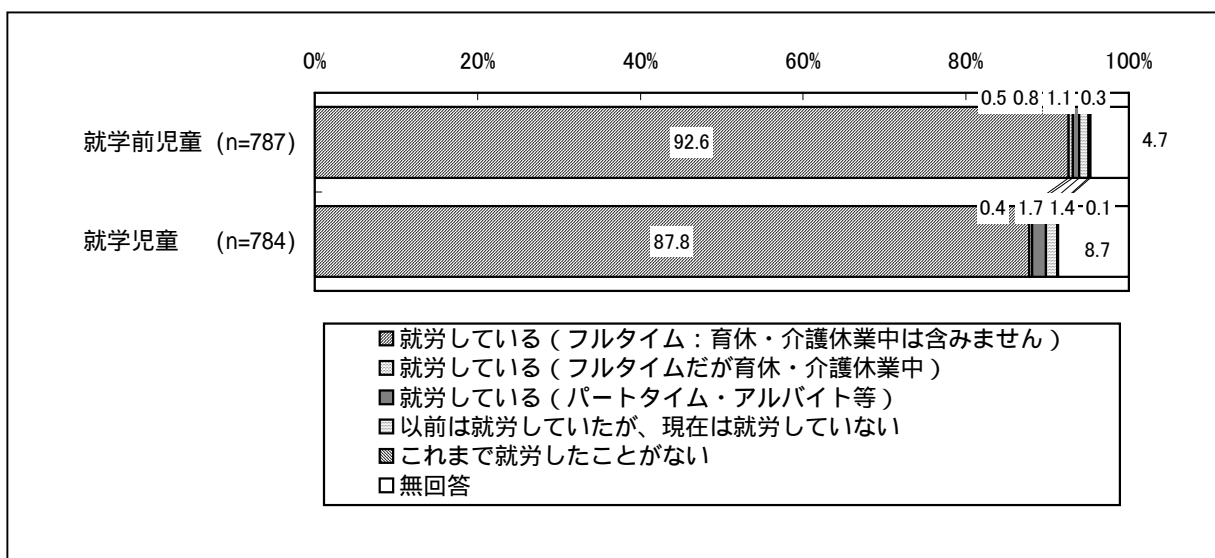 0% 20% 40% 60% 80% 100%
0.5 0.8 1.1 0.3
就学前児童 (n=787) 92.6 4.7
0.4 1.7 1.4 0.1
就学児童 (n=784) 87.8 8.7
就労している(フルタイム:育休・介護休業中は含みません)
就労している(フルタイムだが育休・介護休業中)
就労している(パートタイム・アルバイト等)
以前は就労していたが、現在は就労していない
これまで就労したことがない
無回答